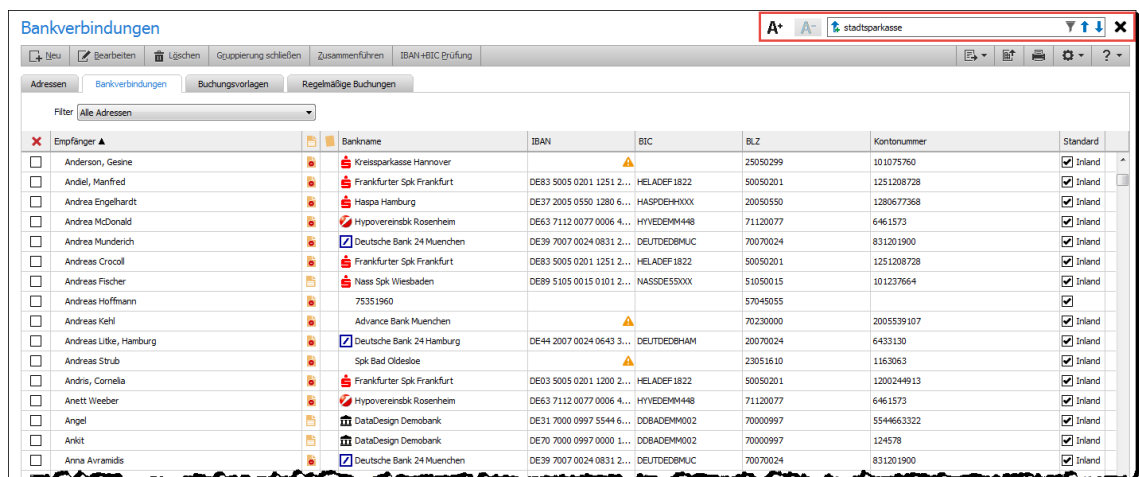 Bankverbindungen A+ A- stadtsparkasse
Neu Bearbeiten Löschen Gruppierung schließen Zusammenführen IBAN+BIC Prüfung ?
Adressen Bankverbindungen Buchungsvorlagen Regelmäßige Buchungen
Filter Alle Adressen
Empfänger Bankname IBAN BIC BLZ Kontonummer Standard
Anderson, Gesine Kreissparkasse Hannover 25050299 101075760 Inland
Andiel, Manfred Frankfurter Spk Frankfurt DE83 5005 0201 1251 2... HELADEF1822 50050201 1251208728 Inland
Andrea Engelhardt Haspa Hamburg DE37 2005 0550 1280 6... HASPDEHHXXX 20050550 1280677368 Inland
Andrea McDonald Hypovereinsbk Rosenheim DE63 7112 0077 0006 4... HYVEDEMM448 71120077 6461573 Inland
Andrea Munderich Deutsche Bank 24 Muenchen DE39 7007 0024 0831 2... DEUTDEDBMUC 70070024 831201900 Inland
Andreas Crocoll Frankfurter Spk Frankfurt DE83 5005 0201 1251 2... HELADEF1822 50050201 1251208728 Inland
Andreas Fischer Nass Spk Wiesbaden DE89 5105 0015 0101 2... NASSDE55XXX 51050015 101237664 Inland
Andreas Hoffmann 75351960 57045055
Andreas Kehl Advance Bank Muenchen 70230000 2005539107 Inland
Andreas Litke, Hamburg Deutsche Bank 24 Hamburg DE44 2007 0024 0643 3... DEUTDEDBHAM 20070024 6433130 Inland
Andreas Strub Spk Bad Oldesloe 23051610 1163063 Inland
Andris, Cornelia Frankfurter Spk Frankfurt DE03 5005 0201 1200 2... HELADEF1822 50050201 1200244913 Inland
Anett Weeber Hypovereinsbk Rosenheim DE63 7112 0077 0006 4... HYVEDEMM448 71120077 6461573 Inland
Angel DataDesign Demobank DE31 7000 0997 5544 6... DDBADEMM002 70000997 5544663322 Inland
Ankit DataDesign Demobank DE70 7000 0997 0000 1... DDBADEMM002 70000997 124578 Inland
Anna Avramidis Deutsche Bank 24 Muenchen DE39 7007 0024 0831 2... DEUTDEDBMUC 70070024 831201900 Inland